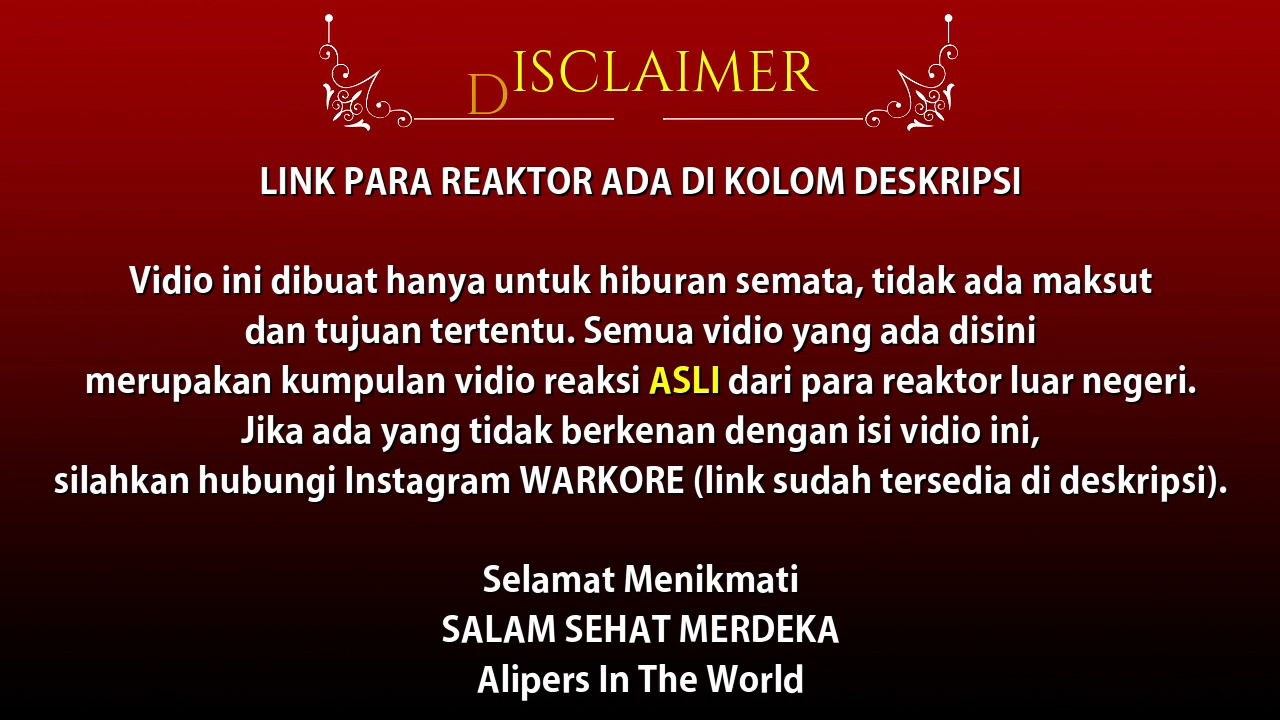 DISCLAIMER
LINK PARA REAKTOR ADA DI KOLOM DESKRIPSI
Vidio ini dibuat hanya untuk hiburan semata, tidak ada maksut
dan tujuan tertentu. Semua vidio yang ada disini
merupakan kumpulan vidio reaksi ASLI dari para reaktor luar negeri.
Jika ada yang tidak berkenan dengan isi vidio ini,
silahkan hubungi Instagram WARKORE (link sudah tersedia di deskripsi).
Selamat Menikmati
SALAM SEHAT MERDEKA
Alipers In The World